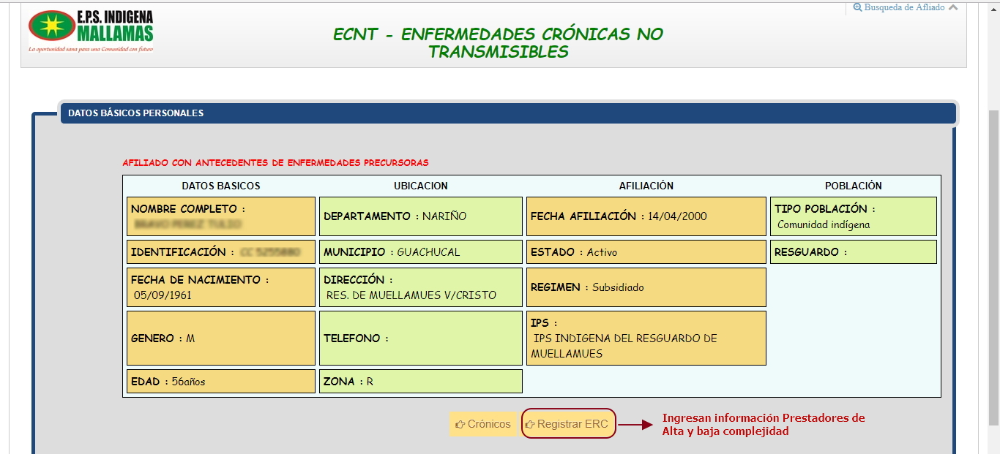 Busqueda de Afliado
E.P.S. INDIGENA
MALLAMAS
La oportunidad sana para una Comunidad con futuro
ECNT - ENFERMEDADES CRÓNICAS NO
TRANSMISIBLES
DATOS BÁSICOS PERSONALES
AFILIADO CON ANTECEDENTES DE ENFERMEDADES PRECURSORAS
DATOS BASICOS UBICACION AFILIACIÓN POBLACIÓN
NOMBRE COMPLETO :
DEPARTAMENTO : NARIÑO
FECHA AFILIACIÓN : 14/04/2000
TIPO POBLACIÓN :
Comunidad indígena
IDENTIFICACIÓN :
MUNICIPIO : GUACHUCAL
ESTADO : Activo
RESGUARDO :
FECHA DE NACIMIENTO :
05/09/1961
DIRECCIÓN :
RES. DE MUELLAMUES V/CRISTO
REGIMEN : Subsidiado
GENERO : M
TELEFONO :
IPS :
IPS INDIGENA DEL RESGUARDO DE
MUELLAMUES
EDAD : 56años
ZONA : R
Crónicos
Registrar ERC
Ingresan información Prestadores de
Alta y baja complejidad